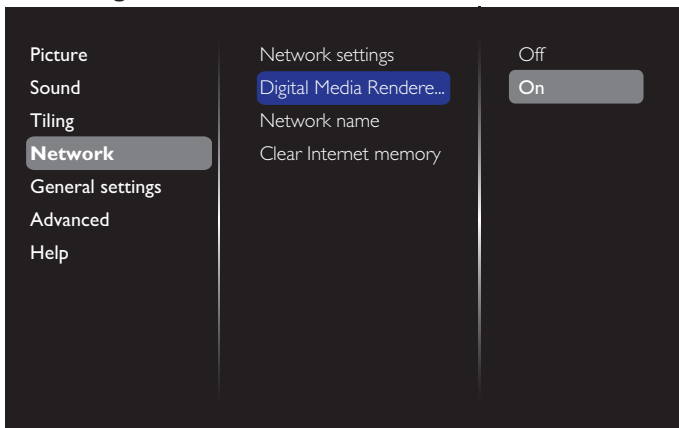 Picture
Sound
Tiling
Network
General settings
Advanced
Help
Network settings
Digital Media Rendere...
Network name
Clear Internet memory
Off
On